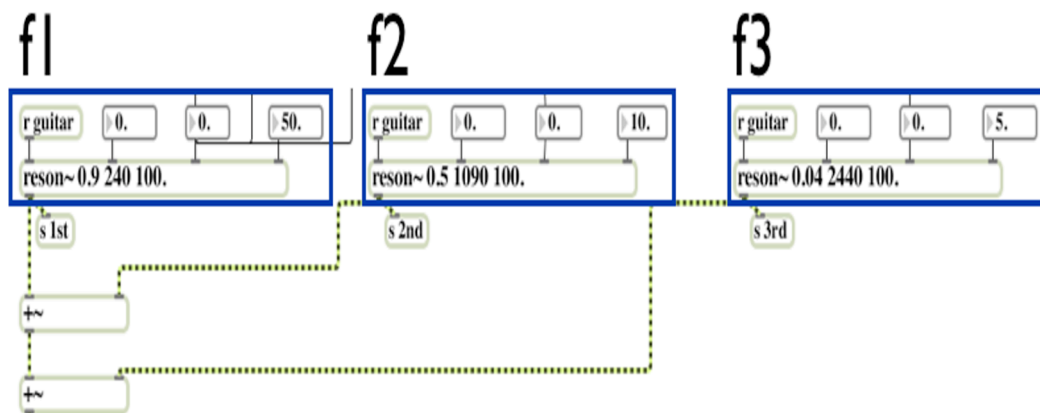 f1 f2 f3
r guitar 0. 0. 50. r guitar 0. 0. 10. r guitar 0. 0. 5.
reson~ 0.9 240 100. reson~ 0.5 1090 100. reson~ 0.04 2440 100.
s 1st s 2nd s 3rd
+~
+~